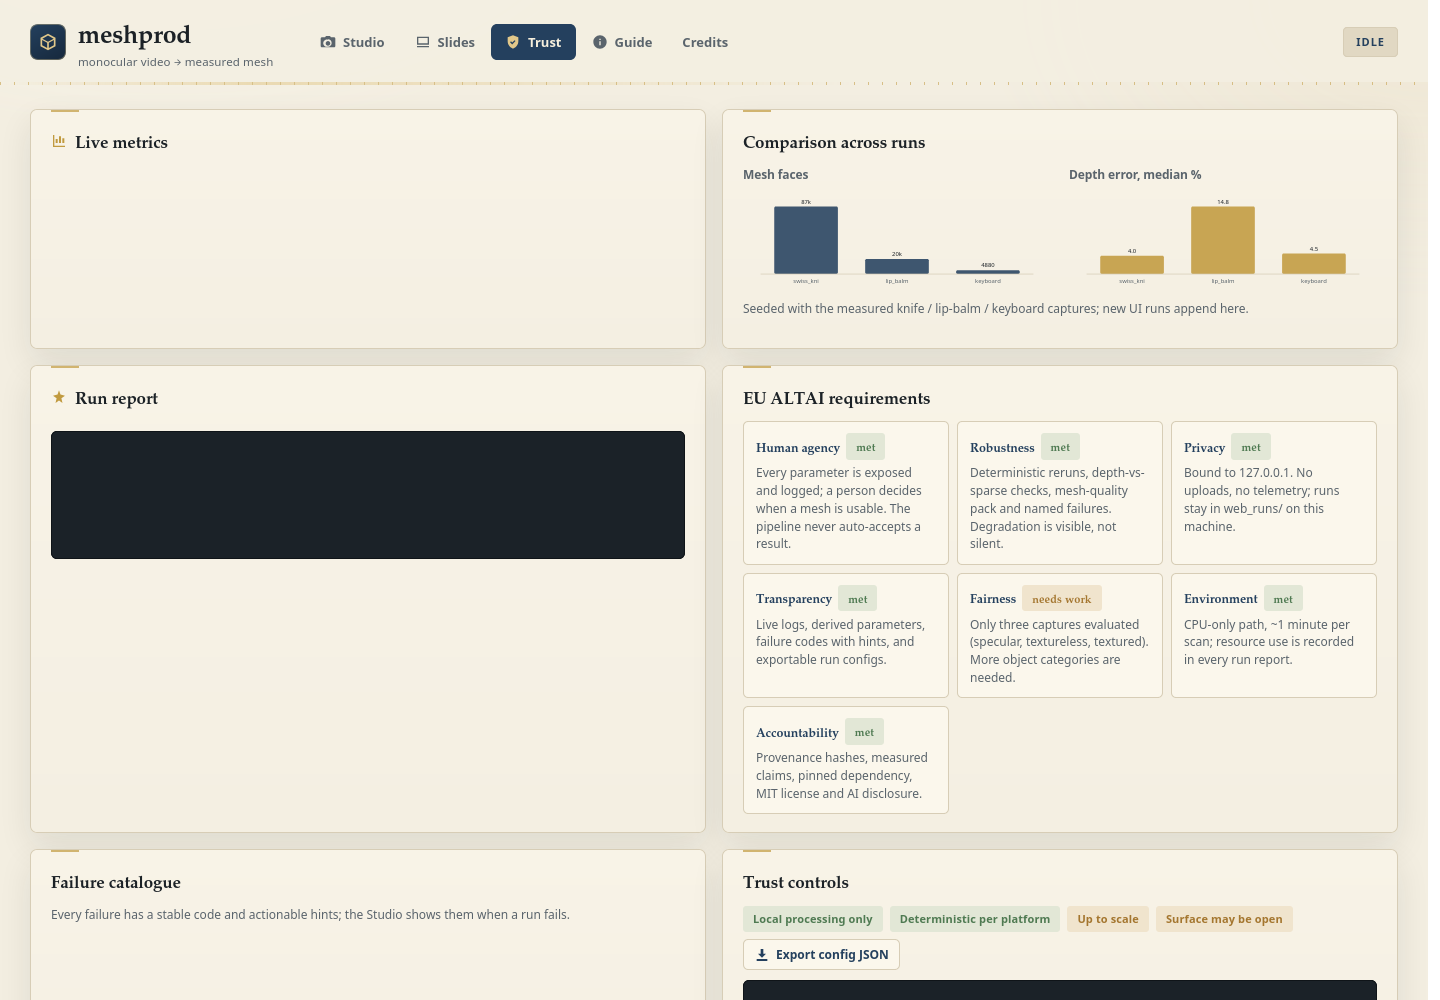 meshprod
monocular video → measured mesh
Studio
Slides
Trust
Guide
Credits
IDLE
Live metrics
Comparison across runs
Mesh faces
Depth error, median %
87k
20k
4880
swiss_kni
lip_balm
keyboard
14.8
4.0
4.5
swiss_kni
lip_balm
keyboard
Seeded with the measured knife / lip-balm / keyboard captures; new UI runs append here.
Run report
EU ALTAI requirements
Human agency met
Every parameter is exposed
and logged; a person decides
when a mesh is usable. The
pipeline never auto-accepts a
result.
Robustness met
Deterministic reruns, depth-vs-
sparse checks, mesh-quality
pack and named failures.
Degradation is visible, not
silent.
Privacy met
Bound to 127.0.0.1. No
uploads, no telemetry; runs
stay in web_runs/ on this
machine.
Transparency met
Live logs, derived parameters,
failure codes with hints, and
exportable run configs.
Fairness needs work
Only three captures evaluated
(specular, textureless, textured).
More object categories are
needed.
Environment met
CPU-only path, ~1 minute per
scan; resource use is recorded
in every run report.
Accountability met
Provenance hashes, measured
claims, pinned dependency,
MIT license and AI disclosure.
Failure catalogue
Every failure has a stable code and actionable hints; the Studio shows them when a run fails.
Trust controls
Local processing only
Deterministic per platform
Up to scale
Surface may be open
Export config JSON